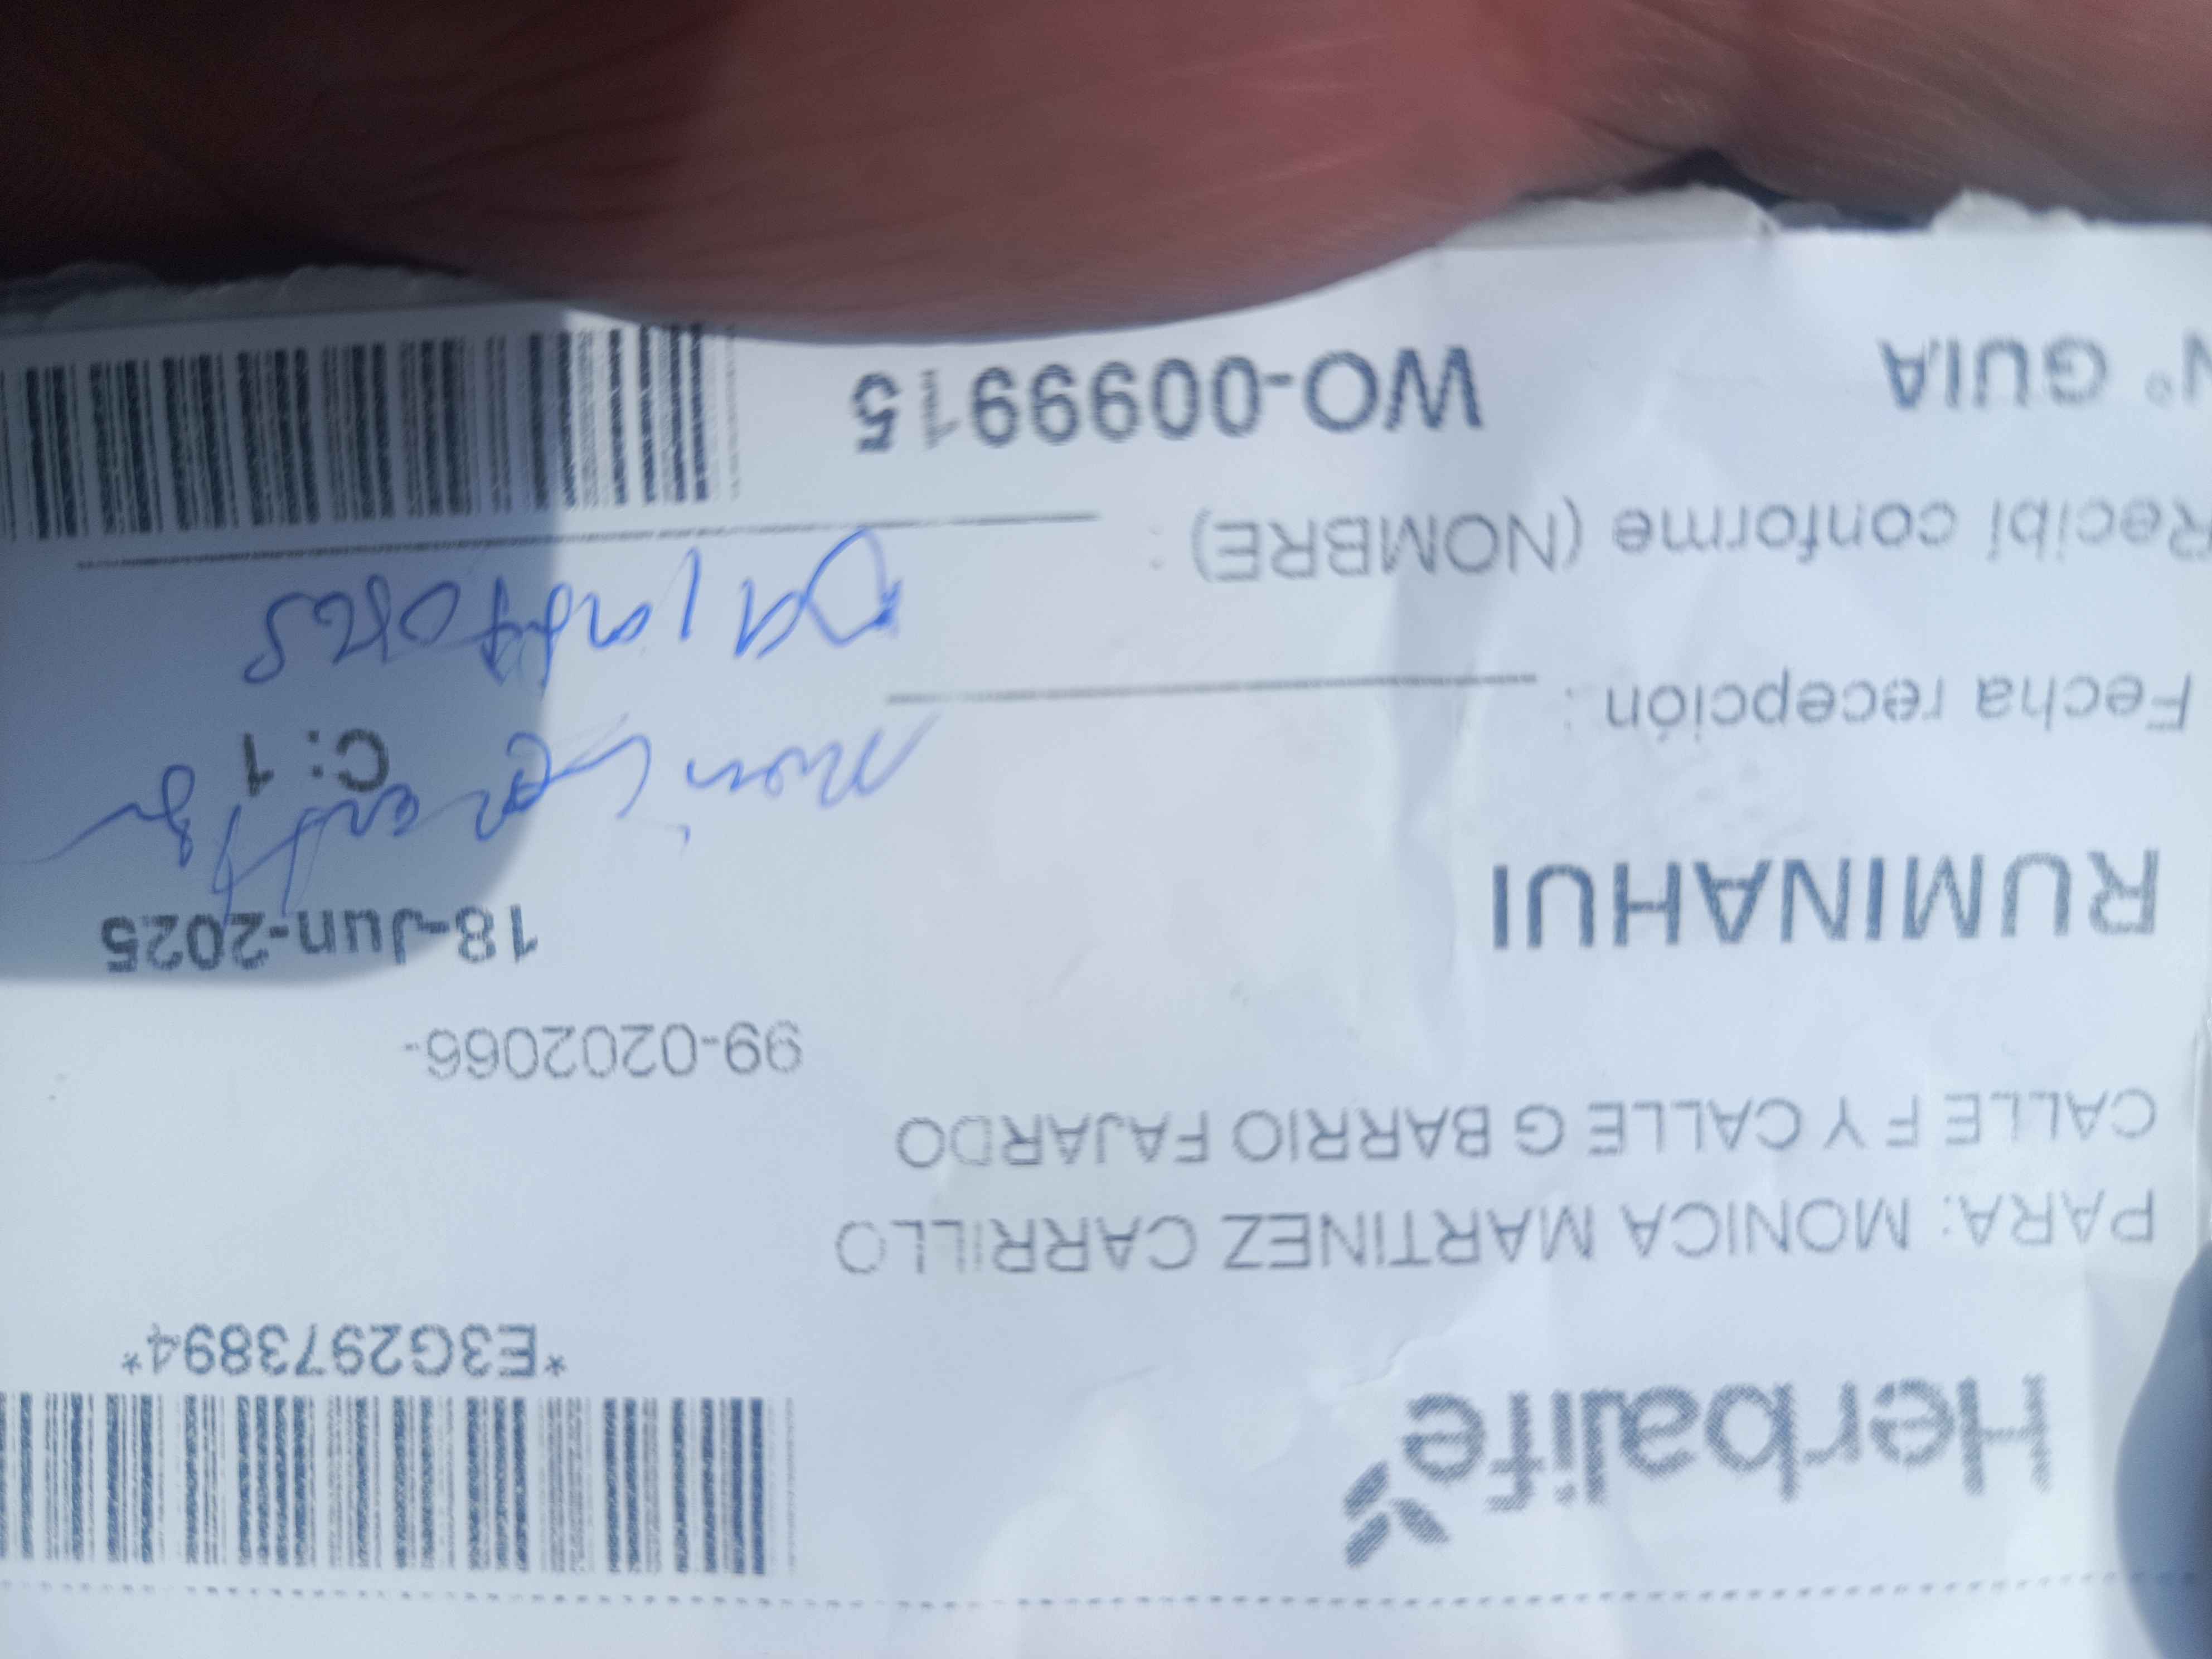 Herbalife
*E3G2973894*
PARA: MONICA MARTINEZ CARRILLO
CALLE F Y CALLE G BARRIO FAJARDO
99-0202066-
RUMINAHUI
18-Jun-2025
C: 1
Fecha recepción :
Recibí conforme (NOMBRE) :
N° GUIA
WO-0099915